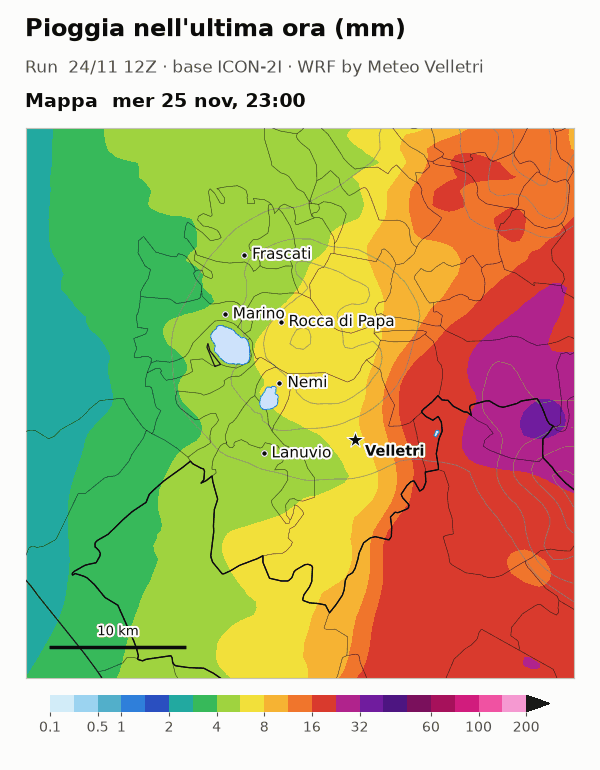 Pioggia nell'ultima ora (mm)
Run  24/11 12Z · base ICON-2I · WRF by Meteo Velletri
Mappa  mer 25 nov, 23:00
Frascati
Marino
Rocca di Papa
Nemi
Velletri
Lanuvio
10 km
0.1 0.5 1 2 4 8 16 32 60 100 200